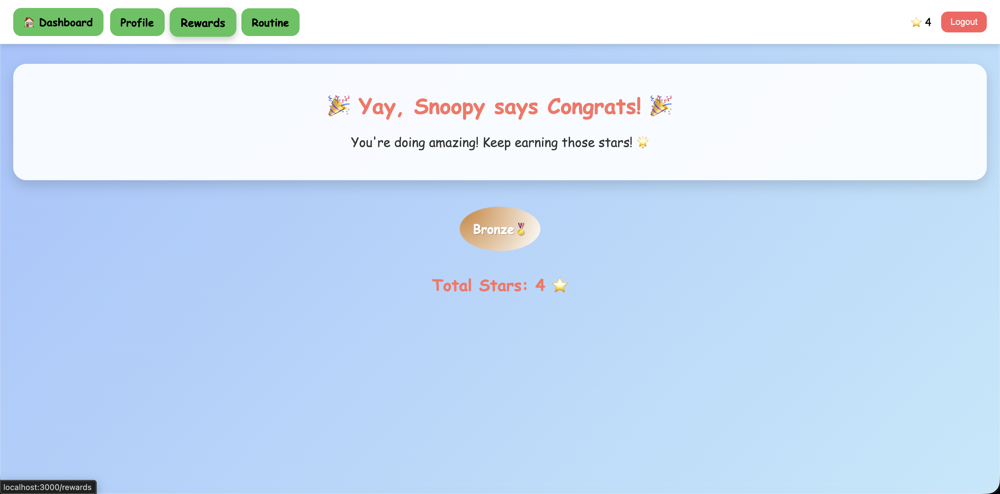 🏠 Dashboard
Profile
Rewards
Routine
⭐ 4
Logout
🎉 Yay, Snoopy says Congrats! 🎉
You're doing amazing! Keep earning those stars! 🌟
Bronze🏅
Total Stars: 4 ⭐
localhost:3000/rewards